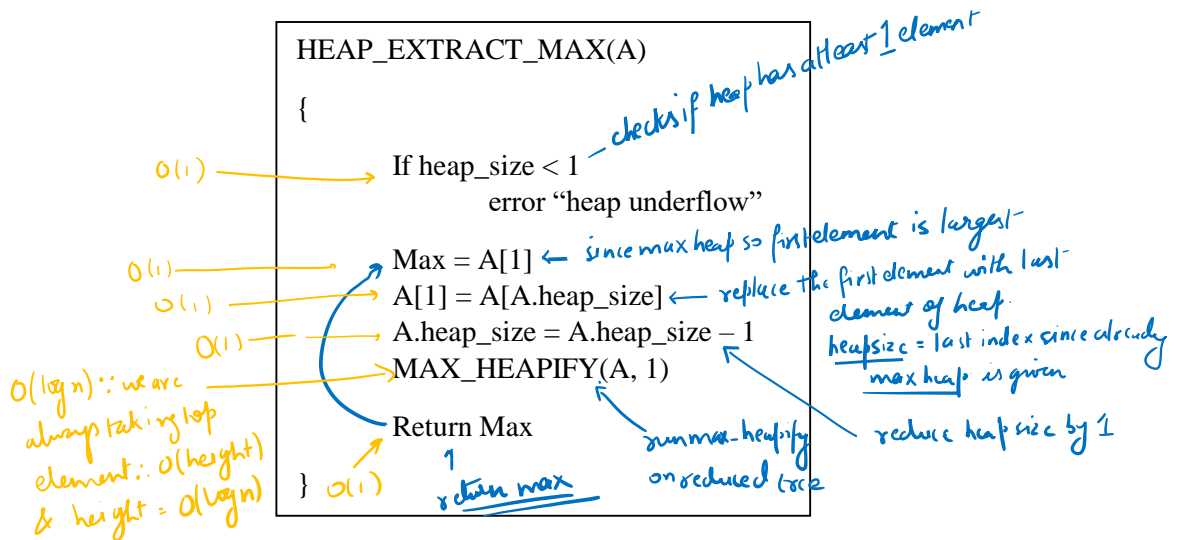 HEAP_EXTRACT_MAX(A)
{
checks if heap has atleast 1 element
O(1)
If heap_size < 1
error “heap underflow”
O(1)
Max = A[1]
since max heap so first element is largest
O(1)
A[1] = A[A.heap_size]
replace the first element with last
element of heap.
O(1)
A.heap_size = A.heap_size – 1
heapsize = last index since already
max heap is given
O(log n) ∵ we are
always taking top
element ∴ O(height)
& height = O(log n)
MAX_HEAPIFY(A, 1)
run max-heapify
on reduced tree
reduce heap size by 1
Return Max
return max
O(1)
}